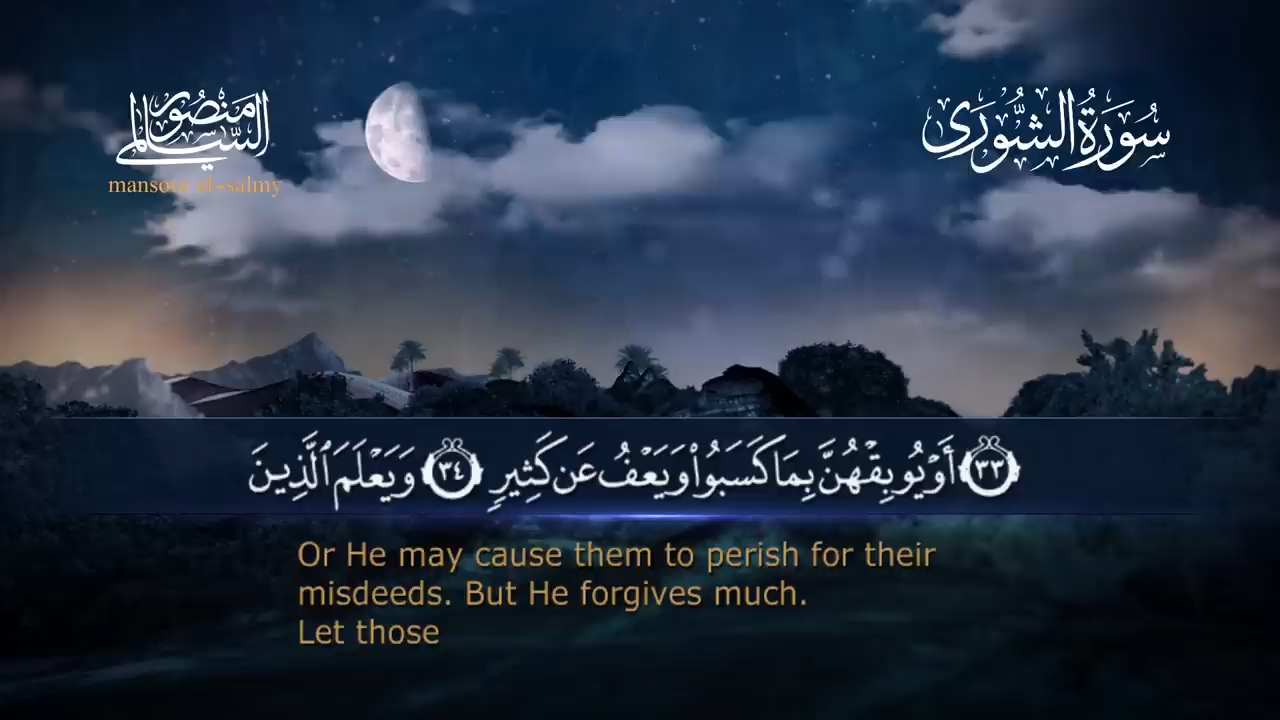 منصور السالمي
mansour al-salmy
سُورَةُ الشُّورَى
٣٣ أَوْ يُوبِقْهُنَّ بِمَا كَسَبُوا۟ وَيَعْفُ عَن كَثِيرٍ ٣٤ وَيَعْلَمَ ٱلَّذِينَ
Or He may cause them to perish for their
misdeeds. But He forgives much.
Let those